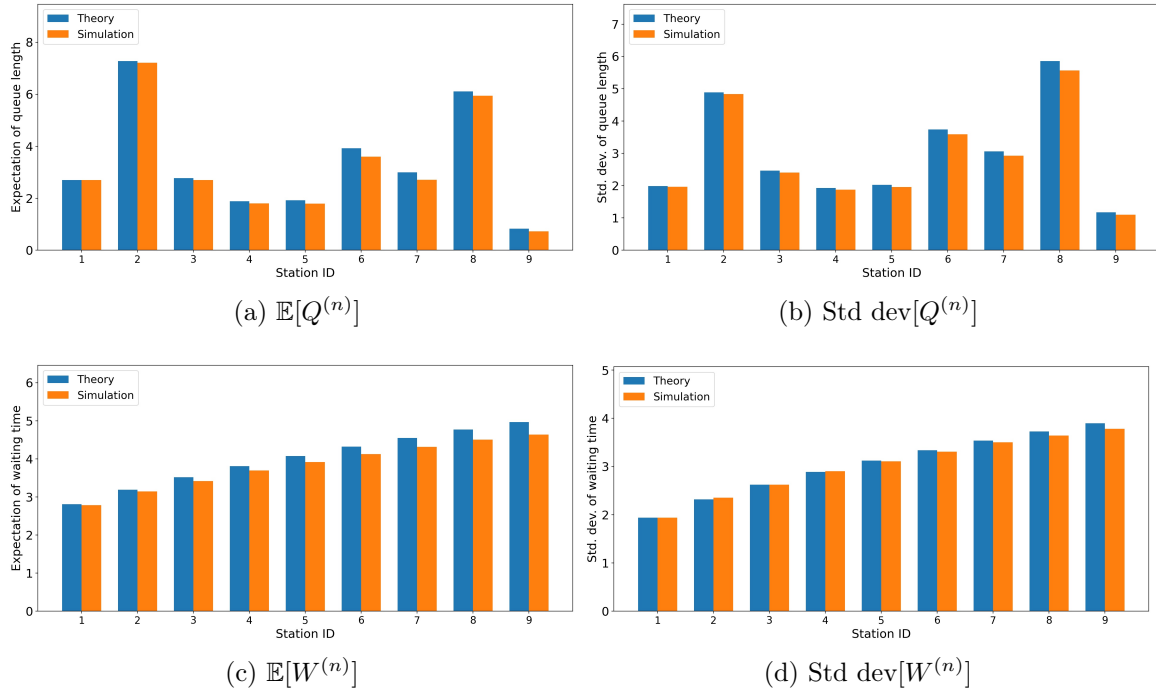 Theory
Simulation
Expectation of queue length
8
6
4
2
0
1 2 3 4 5 6 7 8 9
Station ID
(a) 𝔼[Q^{(n)}]
Theory
Simulation
Std. dev. of queue length
7
6
5
4
3
2
1
0
1 2 3 4 5 6 7 8 9
Station ID
(b) Std dev[Q^{(n)}]
Theory
Simulation
Expectation of waiting time
6
5
4
3
2
1
0
1 2 3 4 5 6 7 8 9
Station ID
(c) 𝔼[W^{(n)}]
Theory
Simulation
Std. dev. of waiting time
5
4
3
2
1
0
1 2 3 4 5 6 7 8 9
Station ID
(d) Std dev[W^{(n)}]